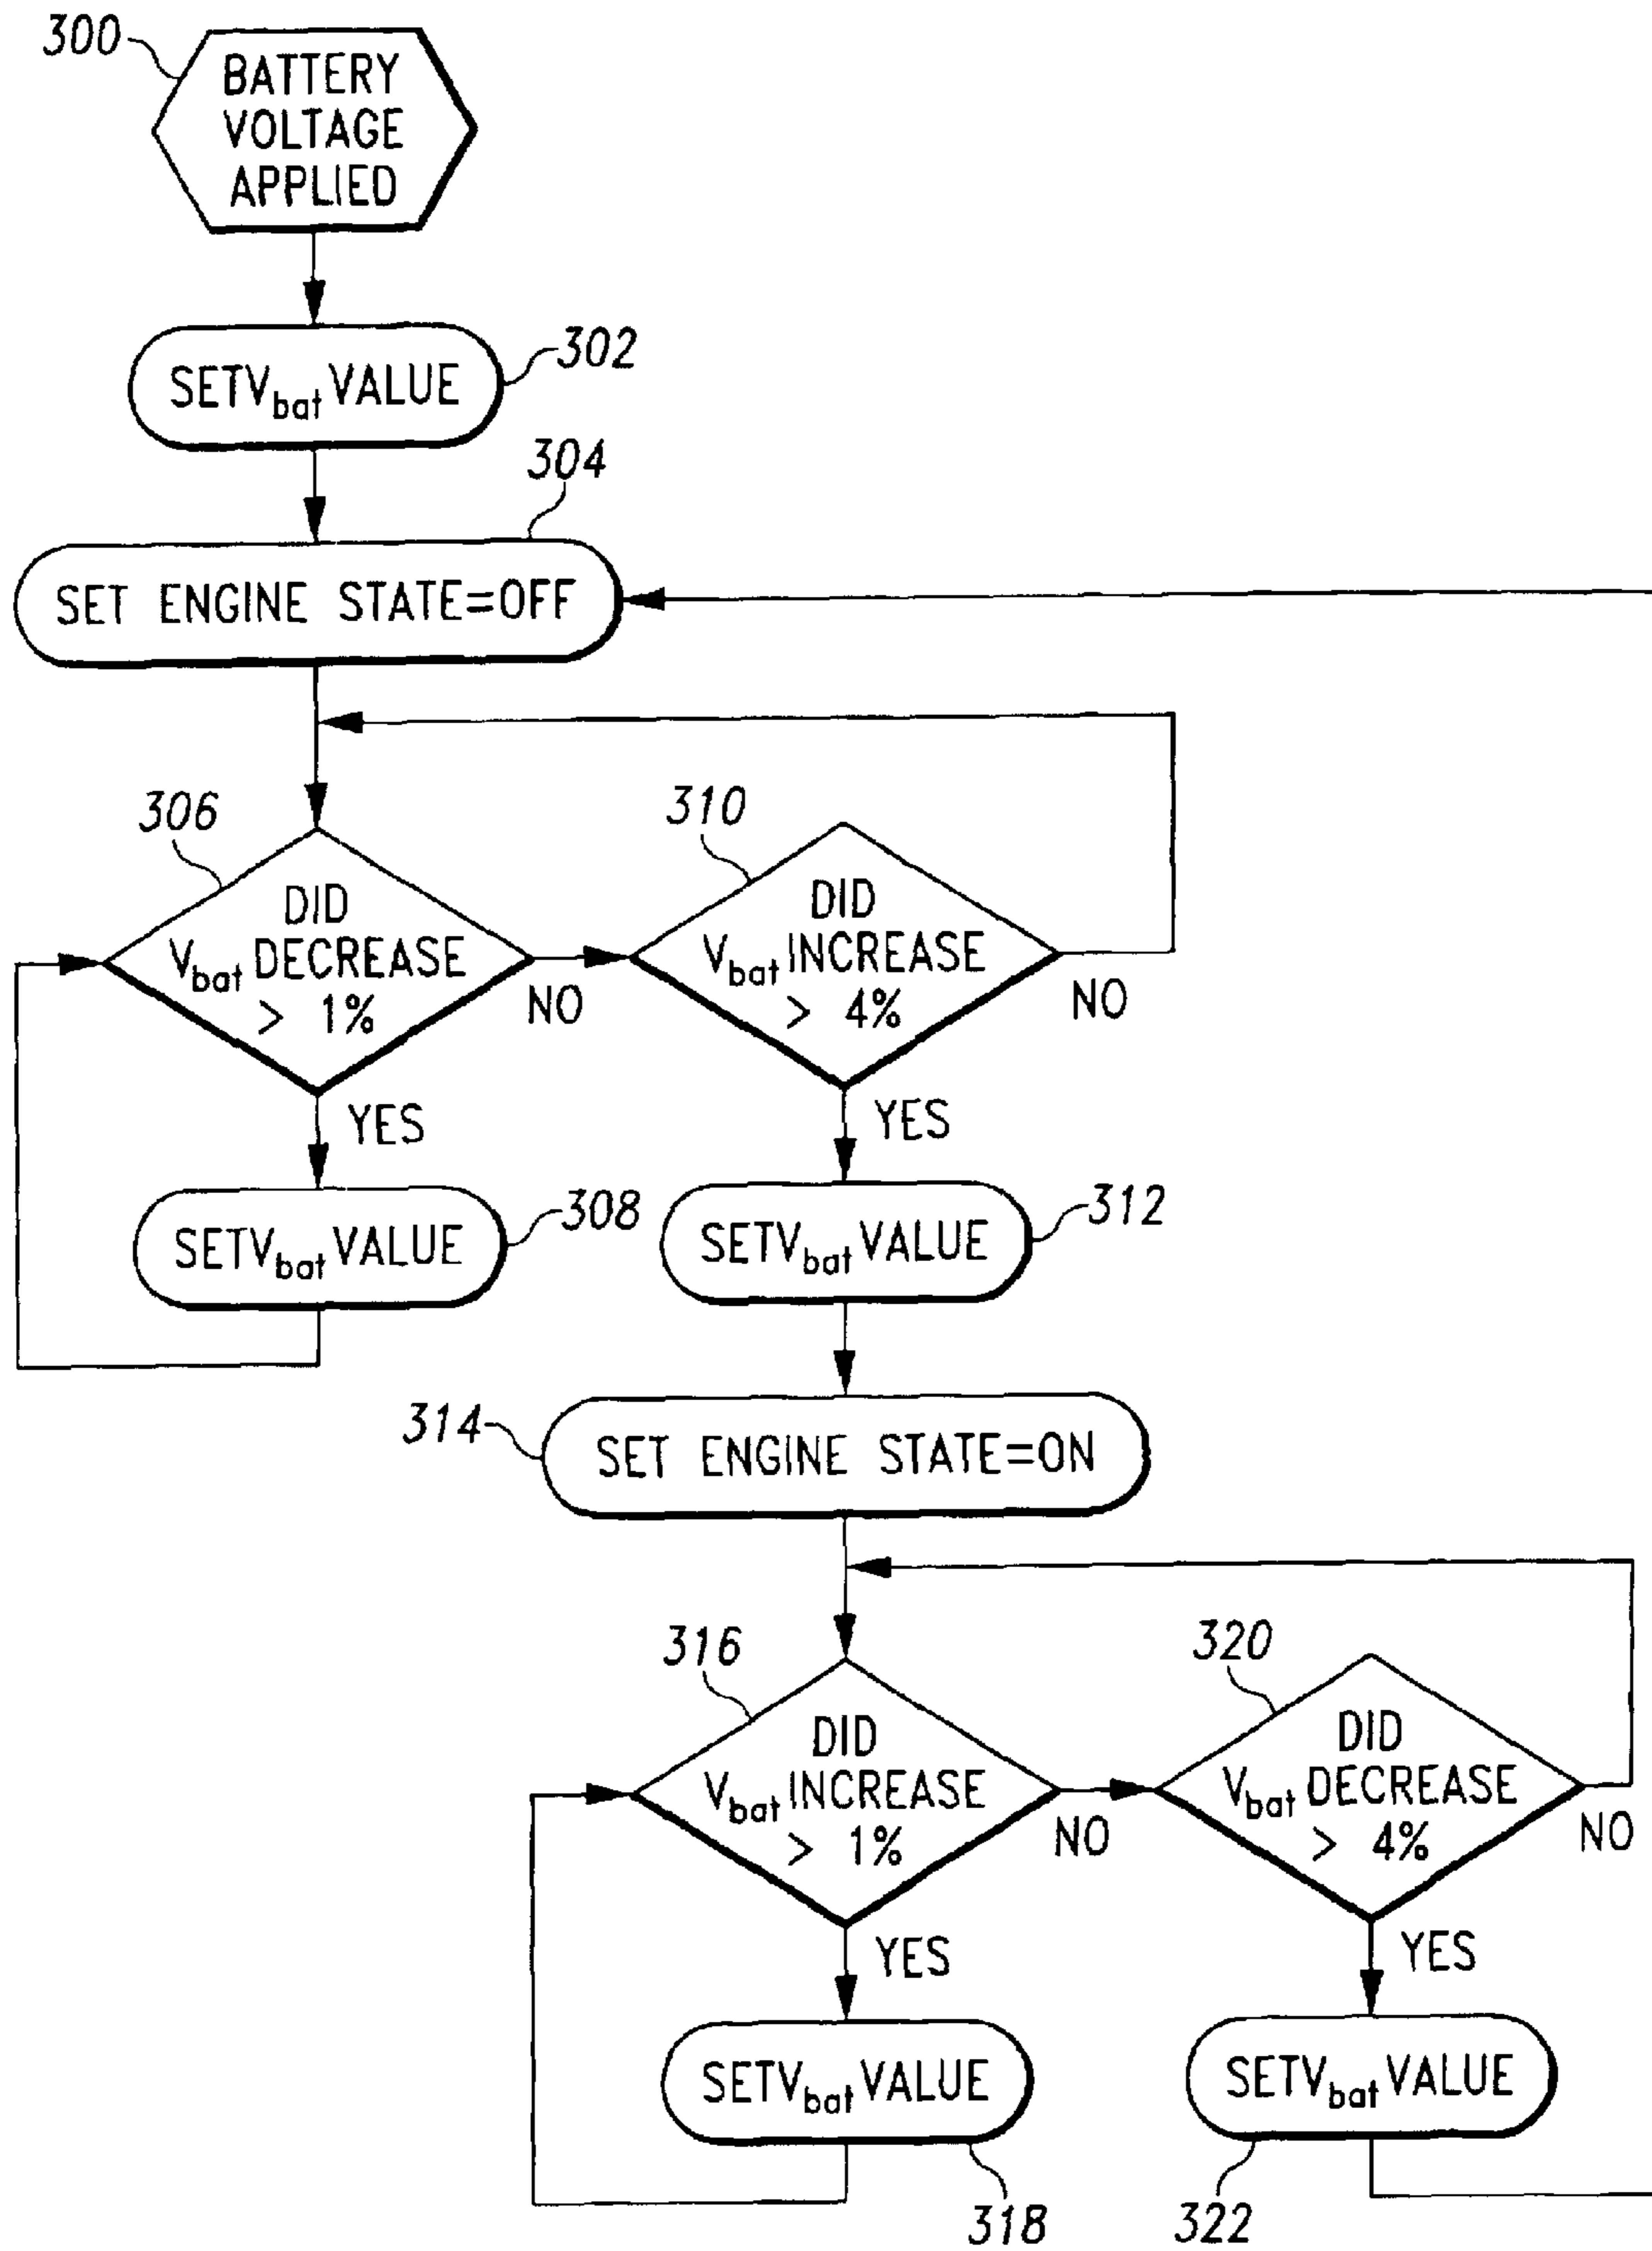 300
BATTERY
VOLTAGE
APPLIED
SETVbat VALUE
302
304
SET ENGINE STATE=OFF
306
DID
Vbat DECREASE
> 1%
NO
YES
310
DID
Vbat INCREASE
> 4%
NO
YES
SETVbat VALUE
308
SETVbat VALUE
312
314
SET ENGINE STATE=ON
316
DID
Vbat INCREASE
> 1%
NO
YES
320
DID
Vbat DECREASE
> 4%
NO
YES
SETVbat VALUE
318
SETVbat VALUE
322